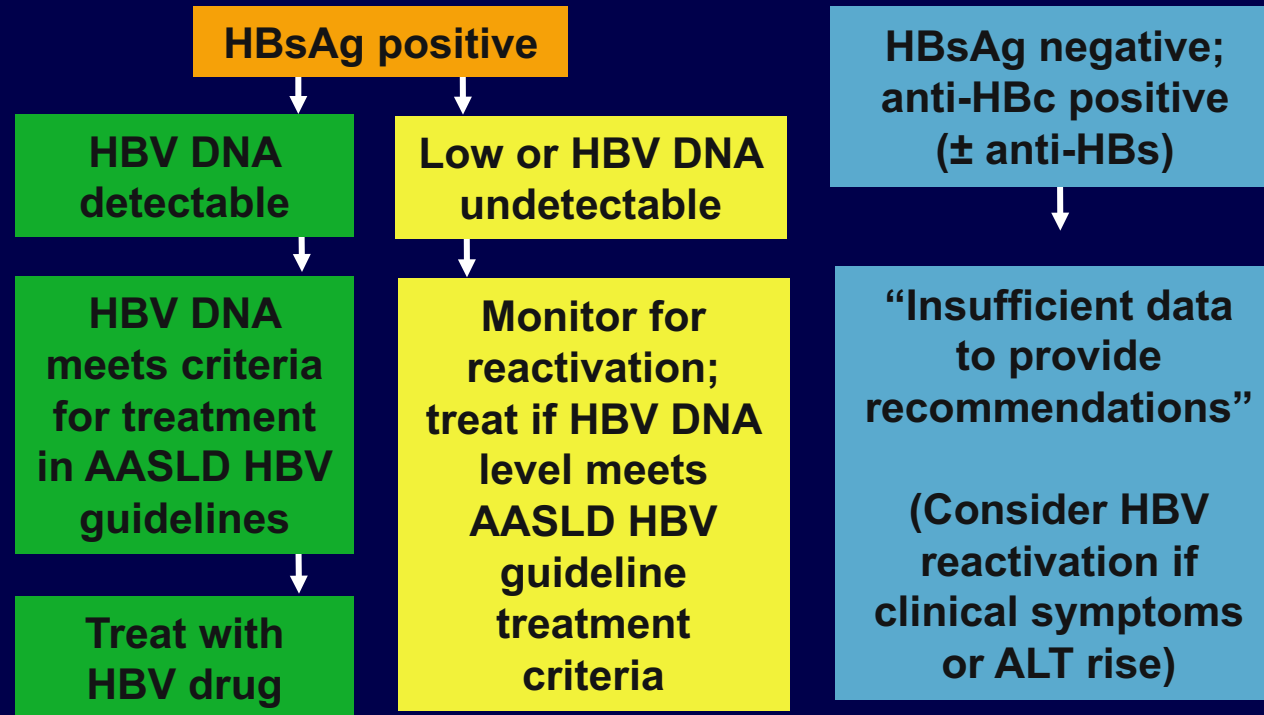 HBsAg positive
HBV DNA
detectable
HBV DNA
meets criteria
for treatment
in AASLD HBV
guidelines
Treat with
HBV drug
Low or HBV DNA
undetectable
Monitor for
reactivation;
treat if HBV DNA
level meets
AASLD HBV
guideline
treatment
criteria
HBsAg negative;
anti-HBc positive
(± anti-HBs)
“Insufficient data
to provide
recommendations”
(Consider HBV
reactivation if
clinical symptoms
or ALT rise)